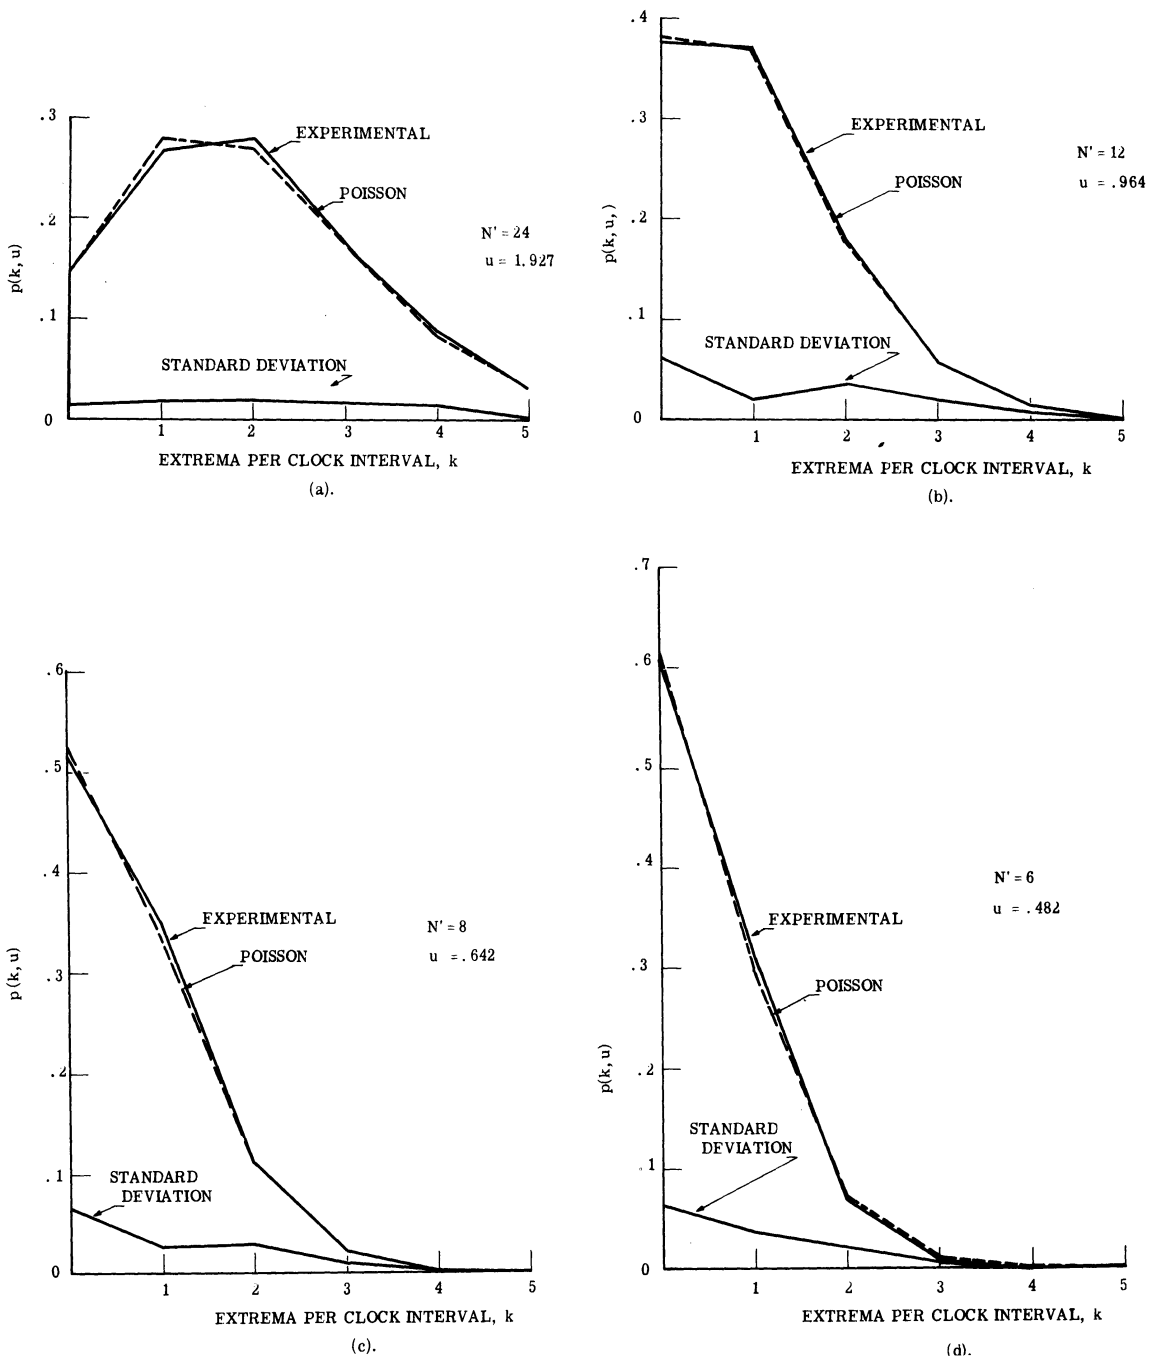 .3
.2
.1
0
p(k, u)
EXPERIMENTAL
POISSON
N' = 24
u = 1.927
STANDARD DEVIATION
1 2 3 4 5
EXTREMA PER CLOCK INTERVAL, k
(a).
.4
.3
.2
.1
0
p(k, u,)
EXPERIMENTAL
POISSON
N' = 12
u = .964
STANDARD DEVIATION
1 2 3 4 5
EXTREMA PER CLOCK INTERVAL, k
(b).
.6
.5
.4
.3
.2
.1
0
p(k, u)
EXPERIMENTAL
POISSON
N' = 8
u = .642
STANDARD
DEVIATION
1 2 3 4 5
EXTREMA PER CLOCK INTERVAL, k
(c).
.7
.6
.5
.4
.3
.2
.1
0
p(k, u)
EXPERIMENTAL
POISSON
N' = 6
u = .482
STANDARD
DEVIATION
1 2 3 4 5
EXTREMA PER CLOCK INTERVAL, k
(d).